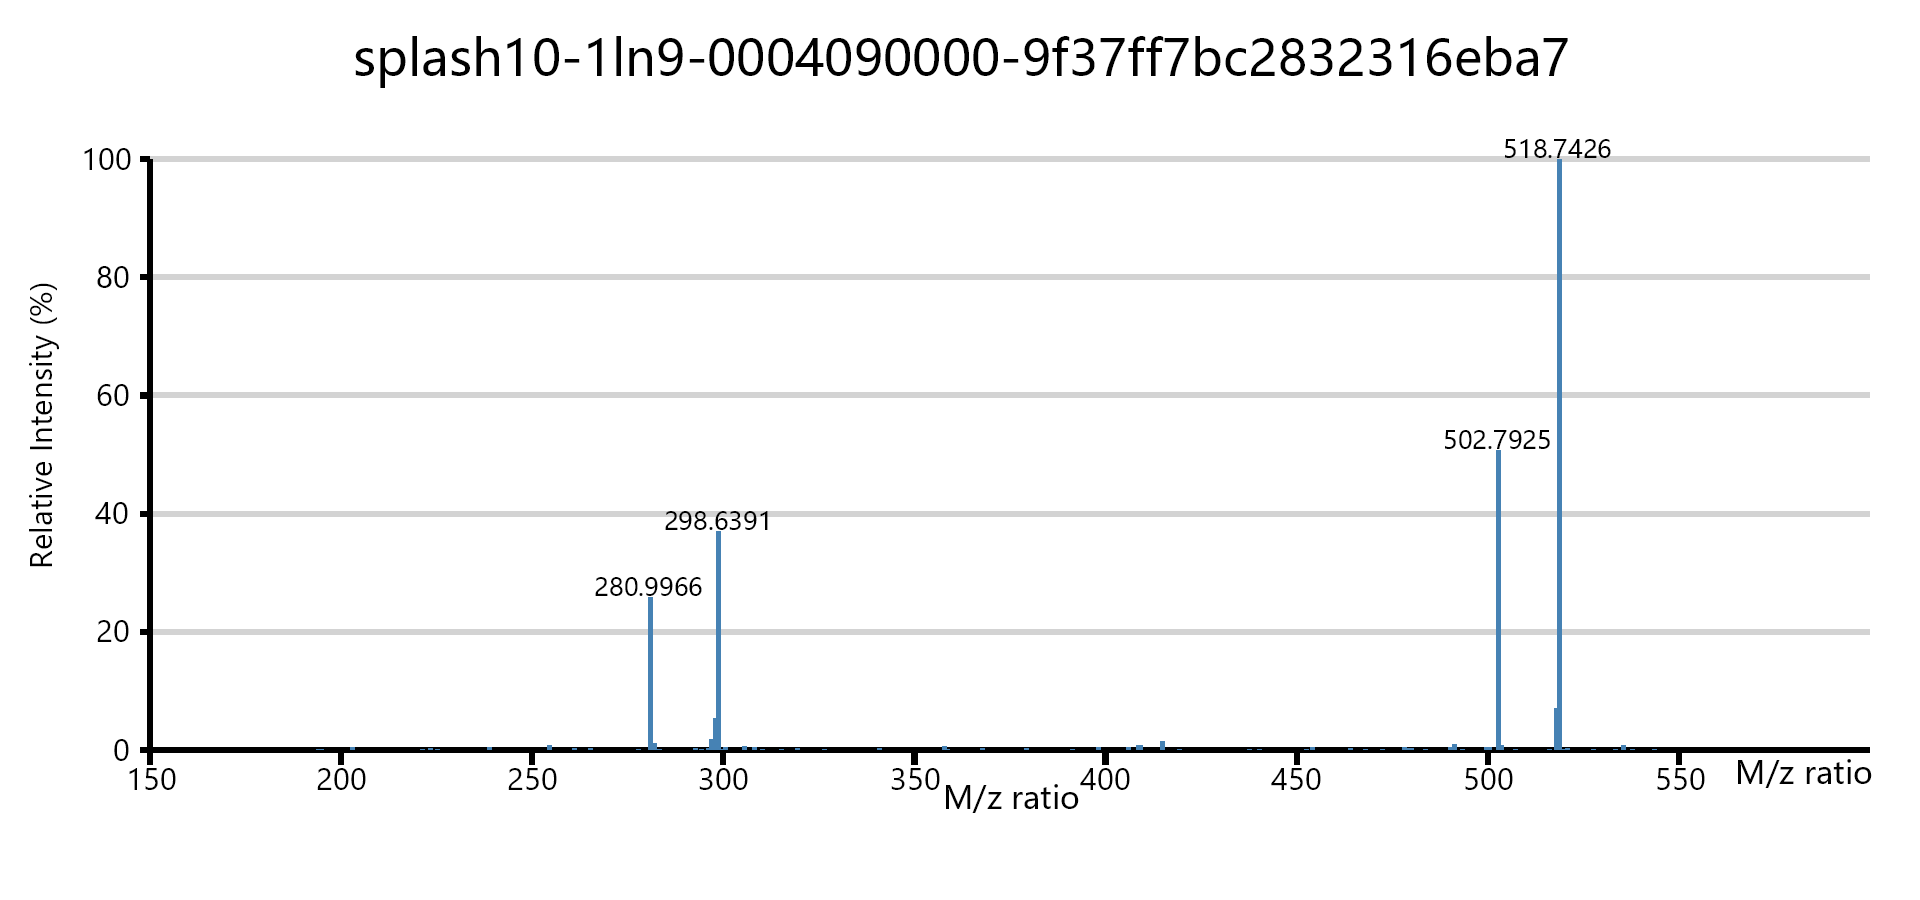 splash10-1ln9-0004090000-9f37ff7bc2832316eba7
Relative Intensity (%)
100
80
60
40
20
0
518.7426
502.7925
298.6391
280.9966
150 200 250 300 350 400 450 500 550
M/z ratio
M/z ratio